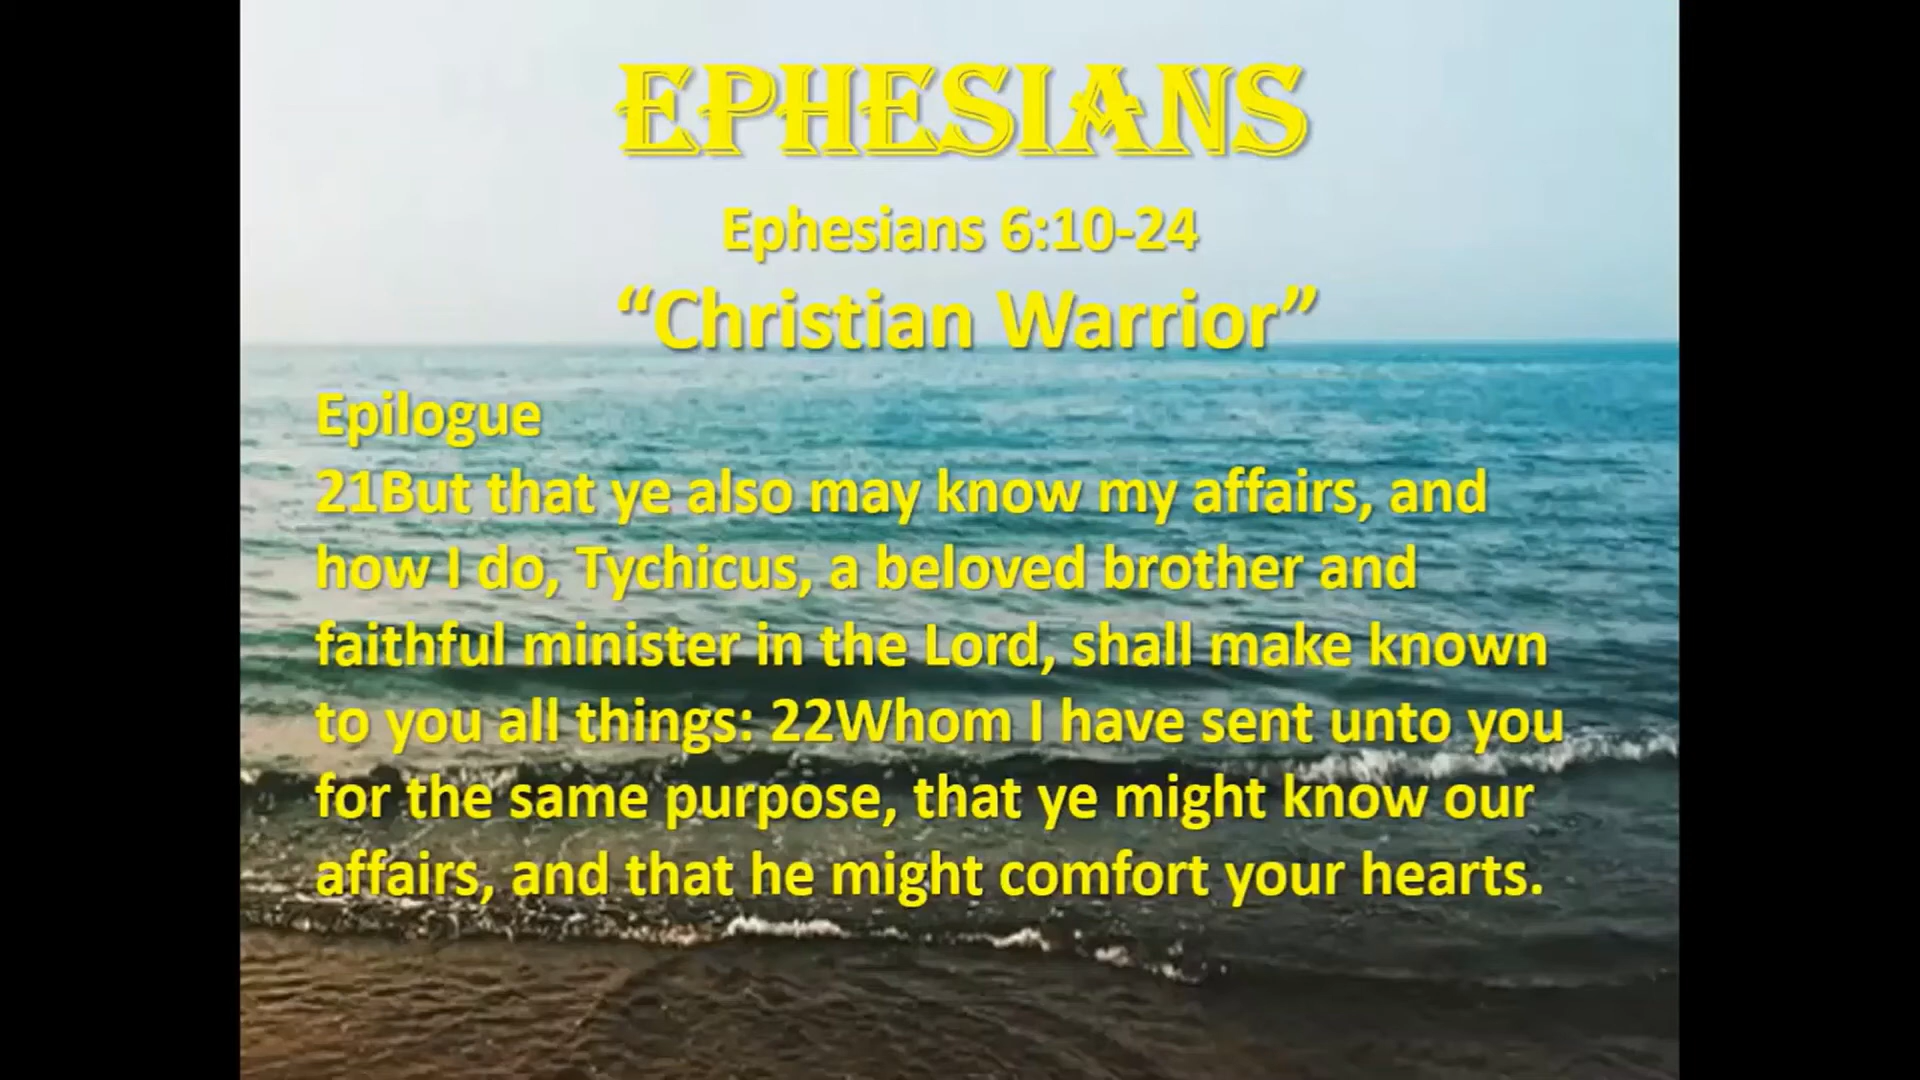 EPHESIANS
Ephesians 6:10-24
“Christian Warrior”
Epilogue
21But that ye also may know my affairs, and
how I do, Tychicus, a beloved brother and
faithful minister in the Lord, shall make known
to you all things: 22Whom I have sent unto you
for the same purpose, that ye might know our
affairs, and that he might comfort your hearts.